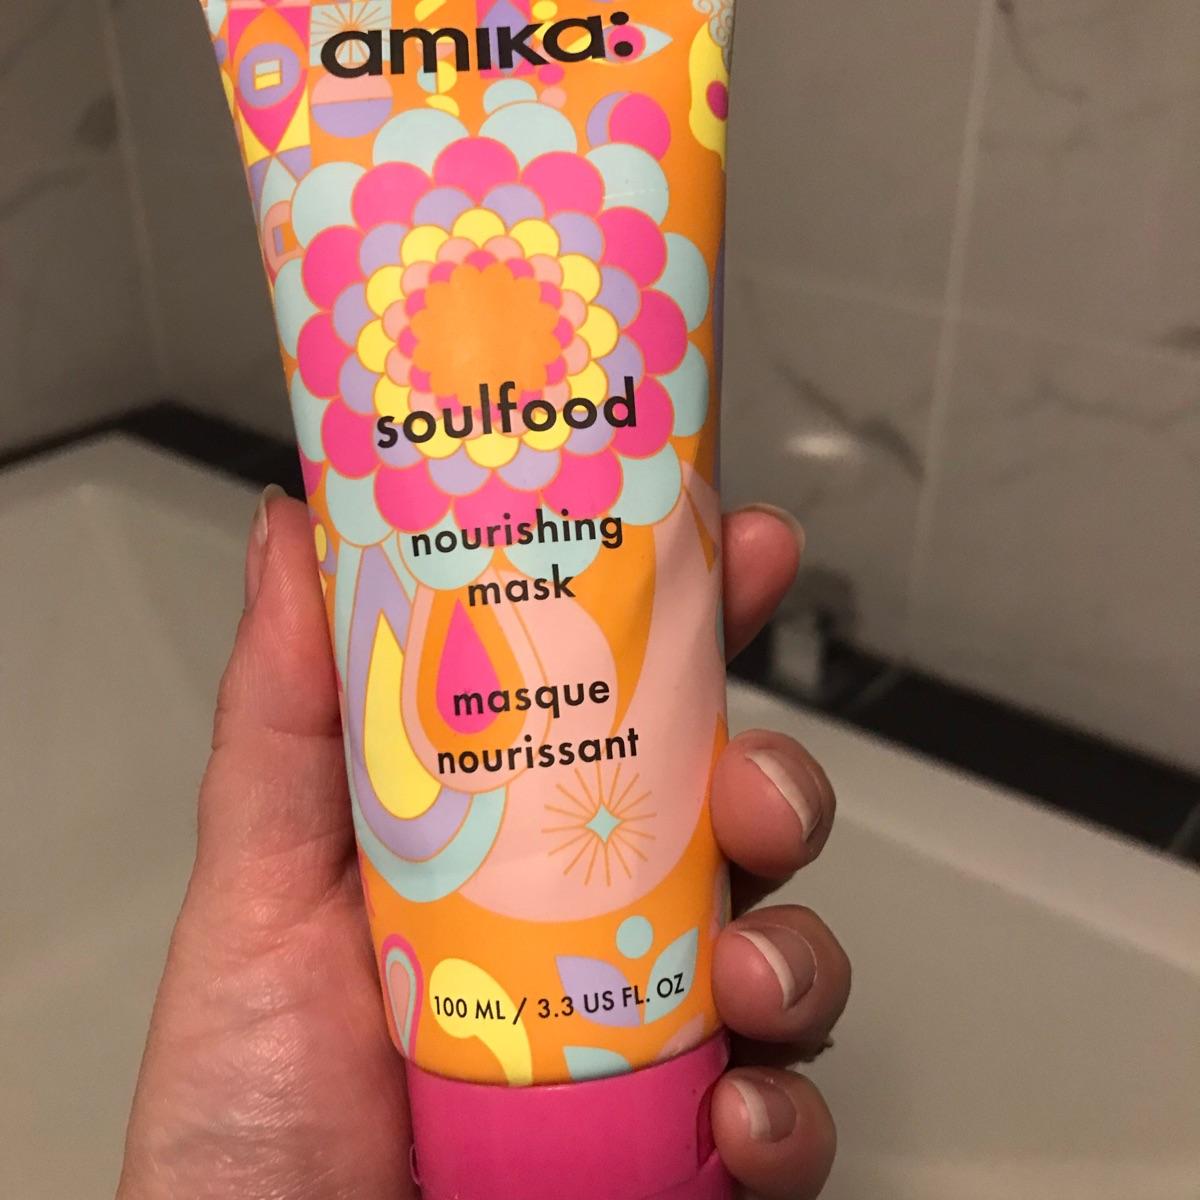 amika:
soulfood
nourishing
mask
masque
nourissant
100 ML / 3.3 US FL. OZ